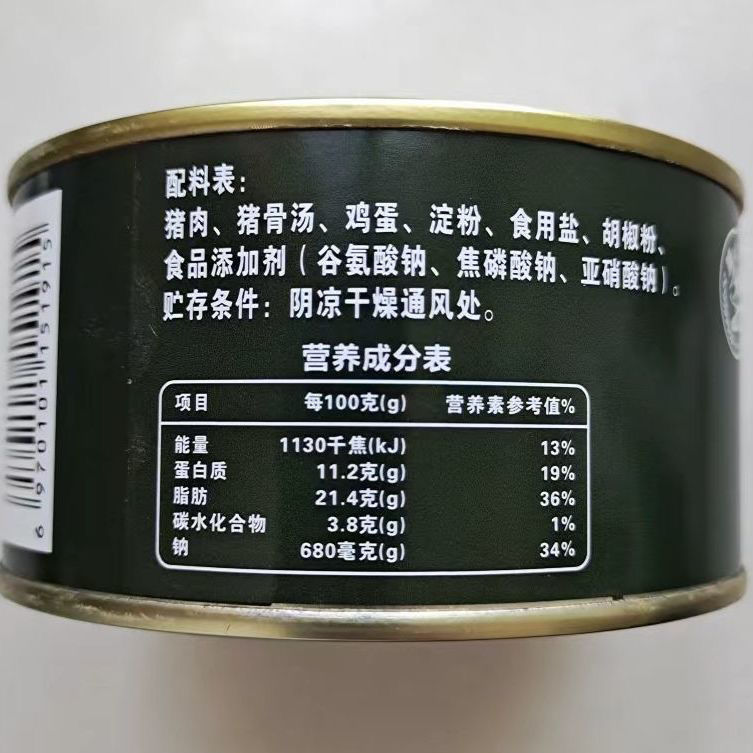 配料表：
猪肉、猪骨汤、鸡蛋、淀粉、食用盐、胡椒粉、
食品添加剂（谷氨酸钠、焦磷酸钠、亚硝酸钠）。
贮存条件：阴凉干燥通风处。
营养成分表
项目 每100克(g) 营养素参考值%
能量 1130千焦(kJ) 13%
蛋白质 11.2克(g) 19%
脂肪 21.4克(g) 36%
碳水化合物 3.8克(g) 1%
钠 680毫克(g) 34%
6 970101 151915